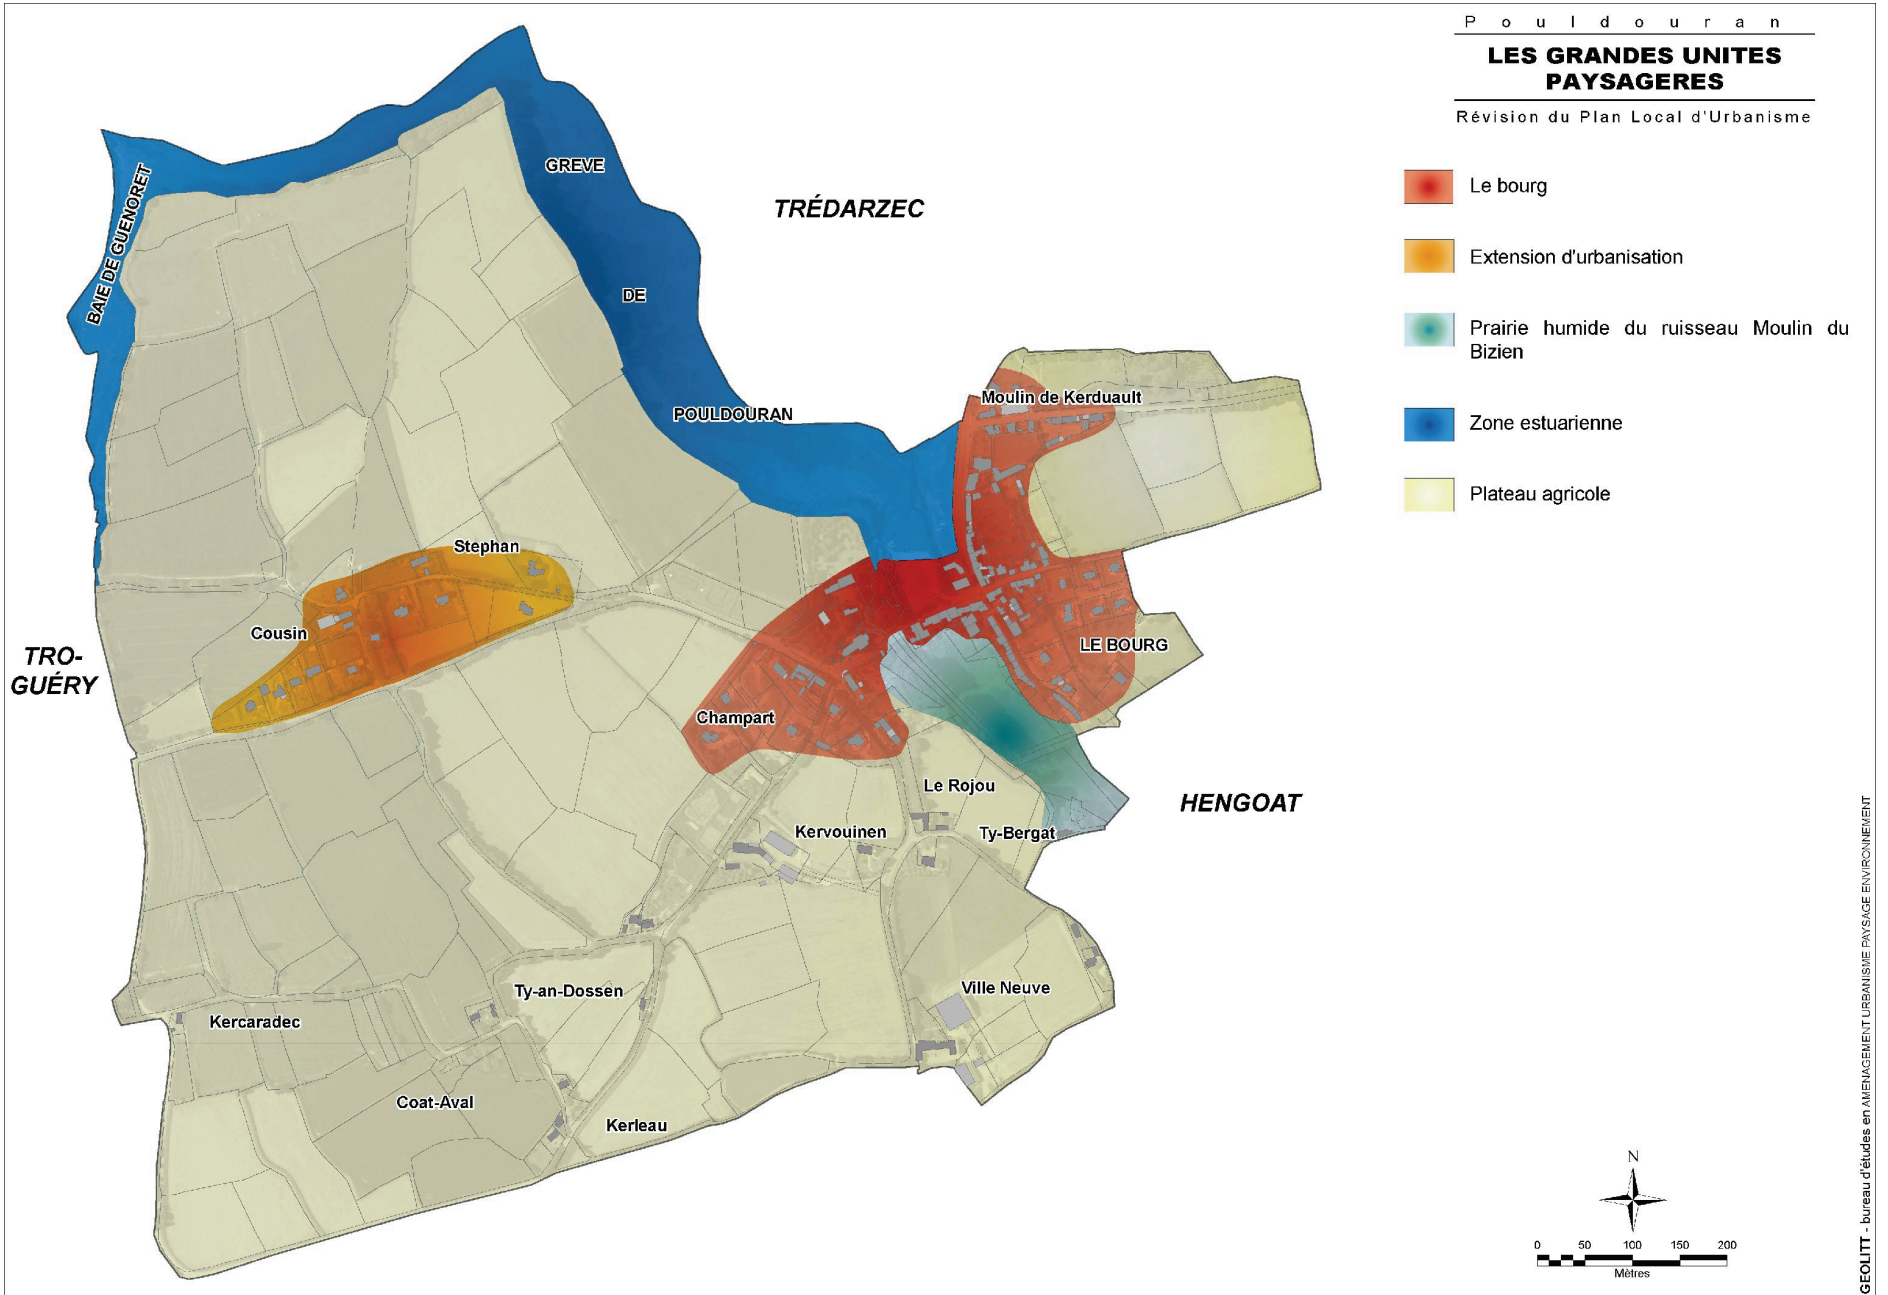 Pouldouran
LES GRANDES UNITES
PAYSAGERES
Révision du Plan Local d'Urbanisme
Le bourg
Extension d'urbanisation
Prairie humide du ruisseau Moulin du
Bizien
Zone estuarienne
Plateau agricole
BAIE DE GUENORET
GREVE
DE
POULDOURAN
TRÉDARZEC
Moulin de Kerduault
Stephan
Cousin
TRO-
GUÉRY
LE BOURG
Champart
Le Rojou
HENGOAT
Kervouinen
Ty-Bergat
Ty-an-Dossen
Ville Neuve
Kercaradec
Coat-Aval
Kerleau
N
0 50 100 150 200
Mètres
GEOLITT - bureau d'études en AMENAGEMENT URBANISME PAYSAGE ENVIRONNEMENT